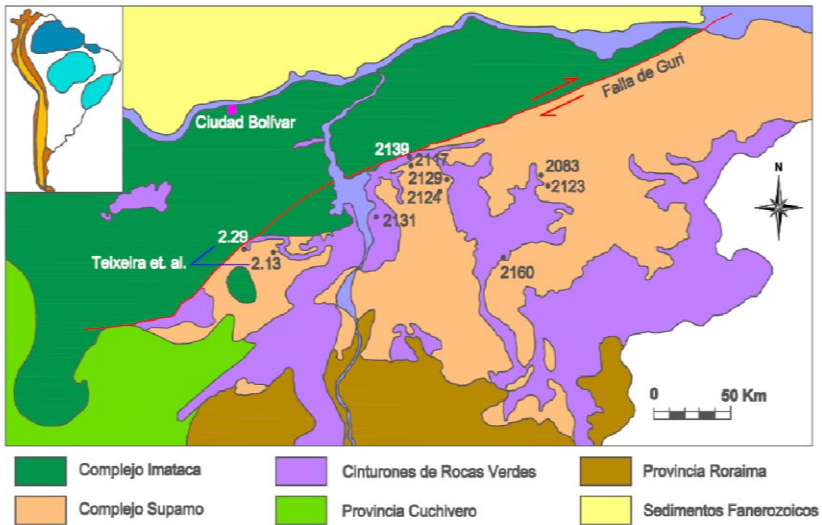 Falla de Guri
Ciudad Bolívar
2139
2117
2083
2129
2123
2124
2131
2.29
Teixeira et. al.
2.13
2160
N
0 50 Km
Complejo Imataca
Cinturones de Rocas Verdes
Provincia Roraima
Complejo Supamo
Provincia Cuchivero
Sedimentos Fanerozoicos